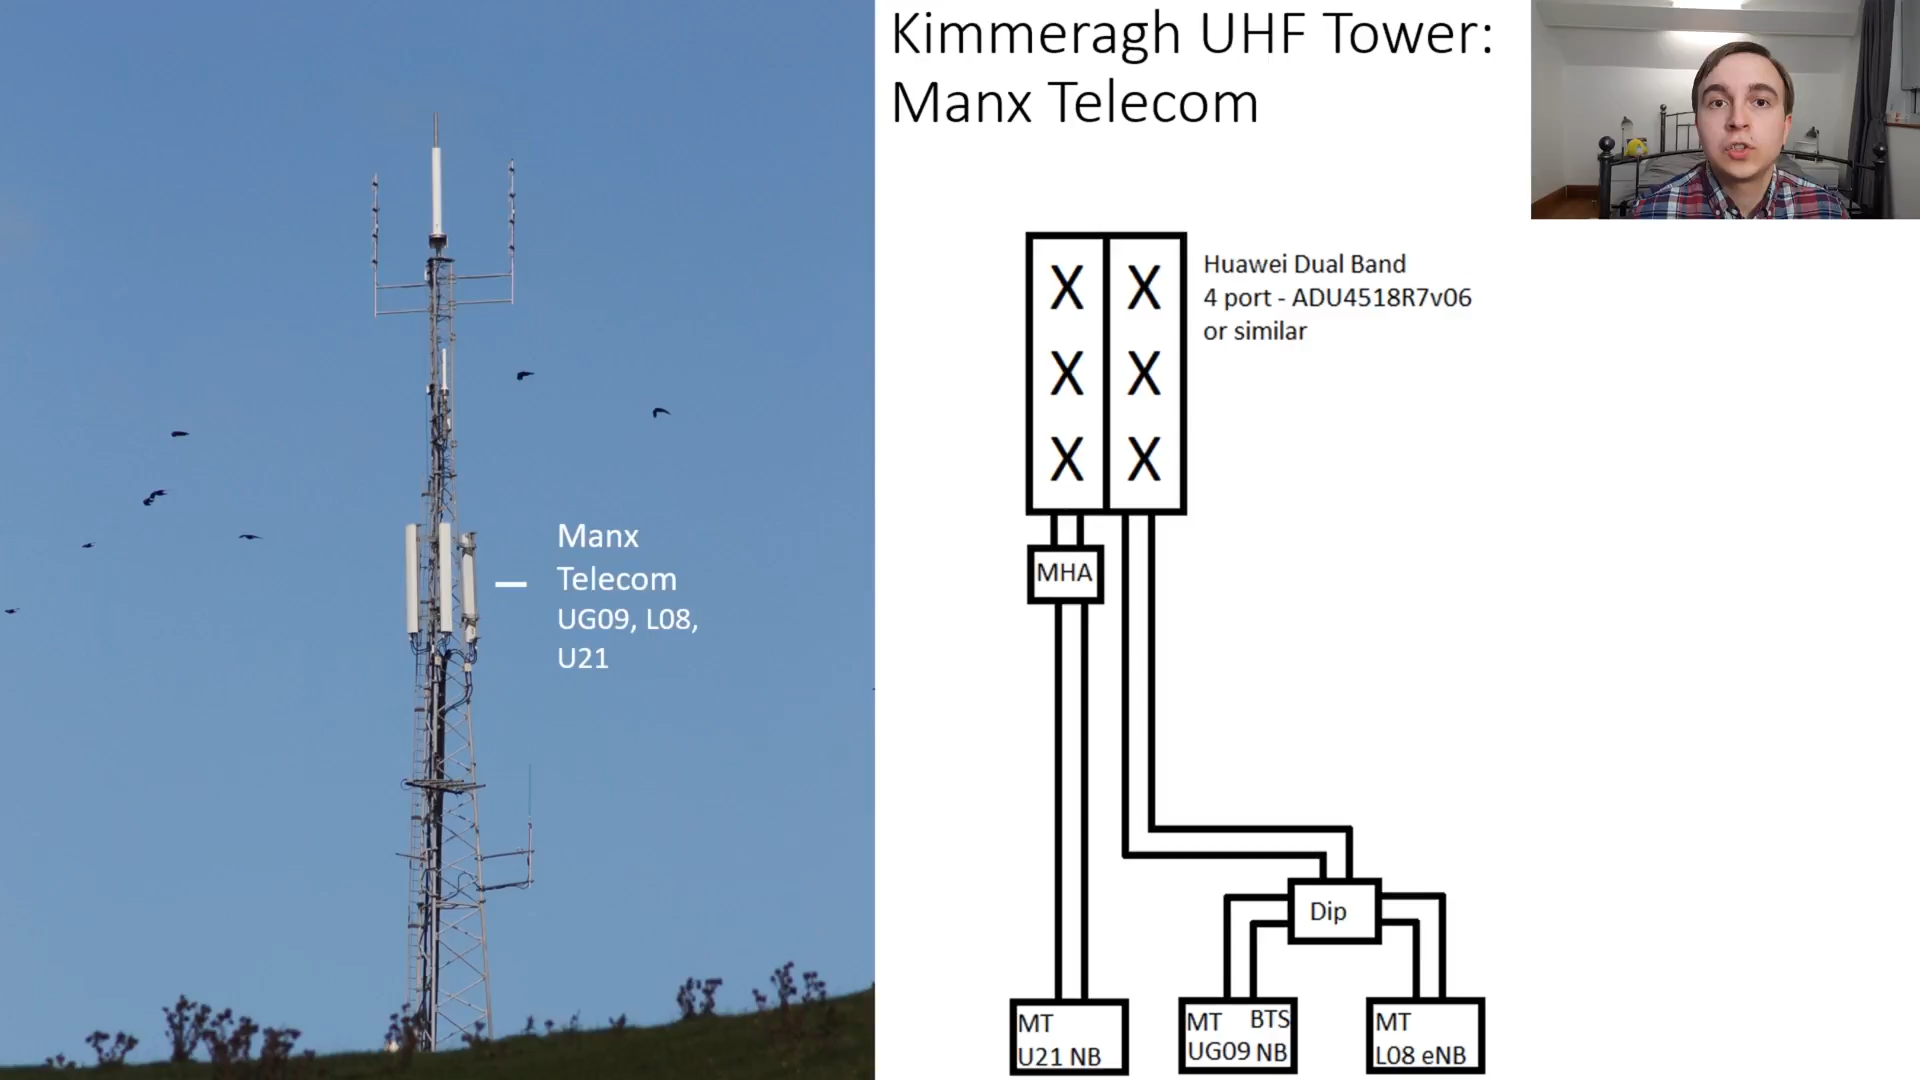 Kimmeragh UHF Tower:
Manx Telecom
Manx
Telecom
UG09, L08,
U21
X X
X X
X X
Huawei Dual Band
4 port - ADU4518R7v06
or similar
MHA
Dip
MT
U21 NB
MT BTS
UG09 NB
MT
L08 eNB